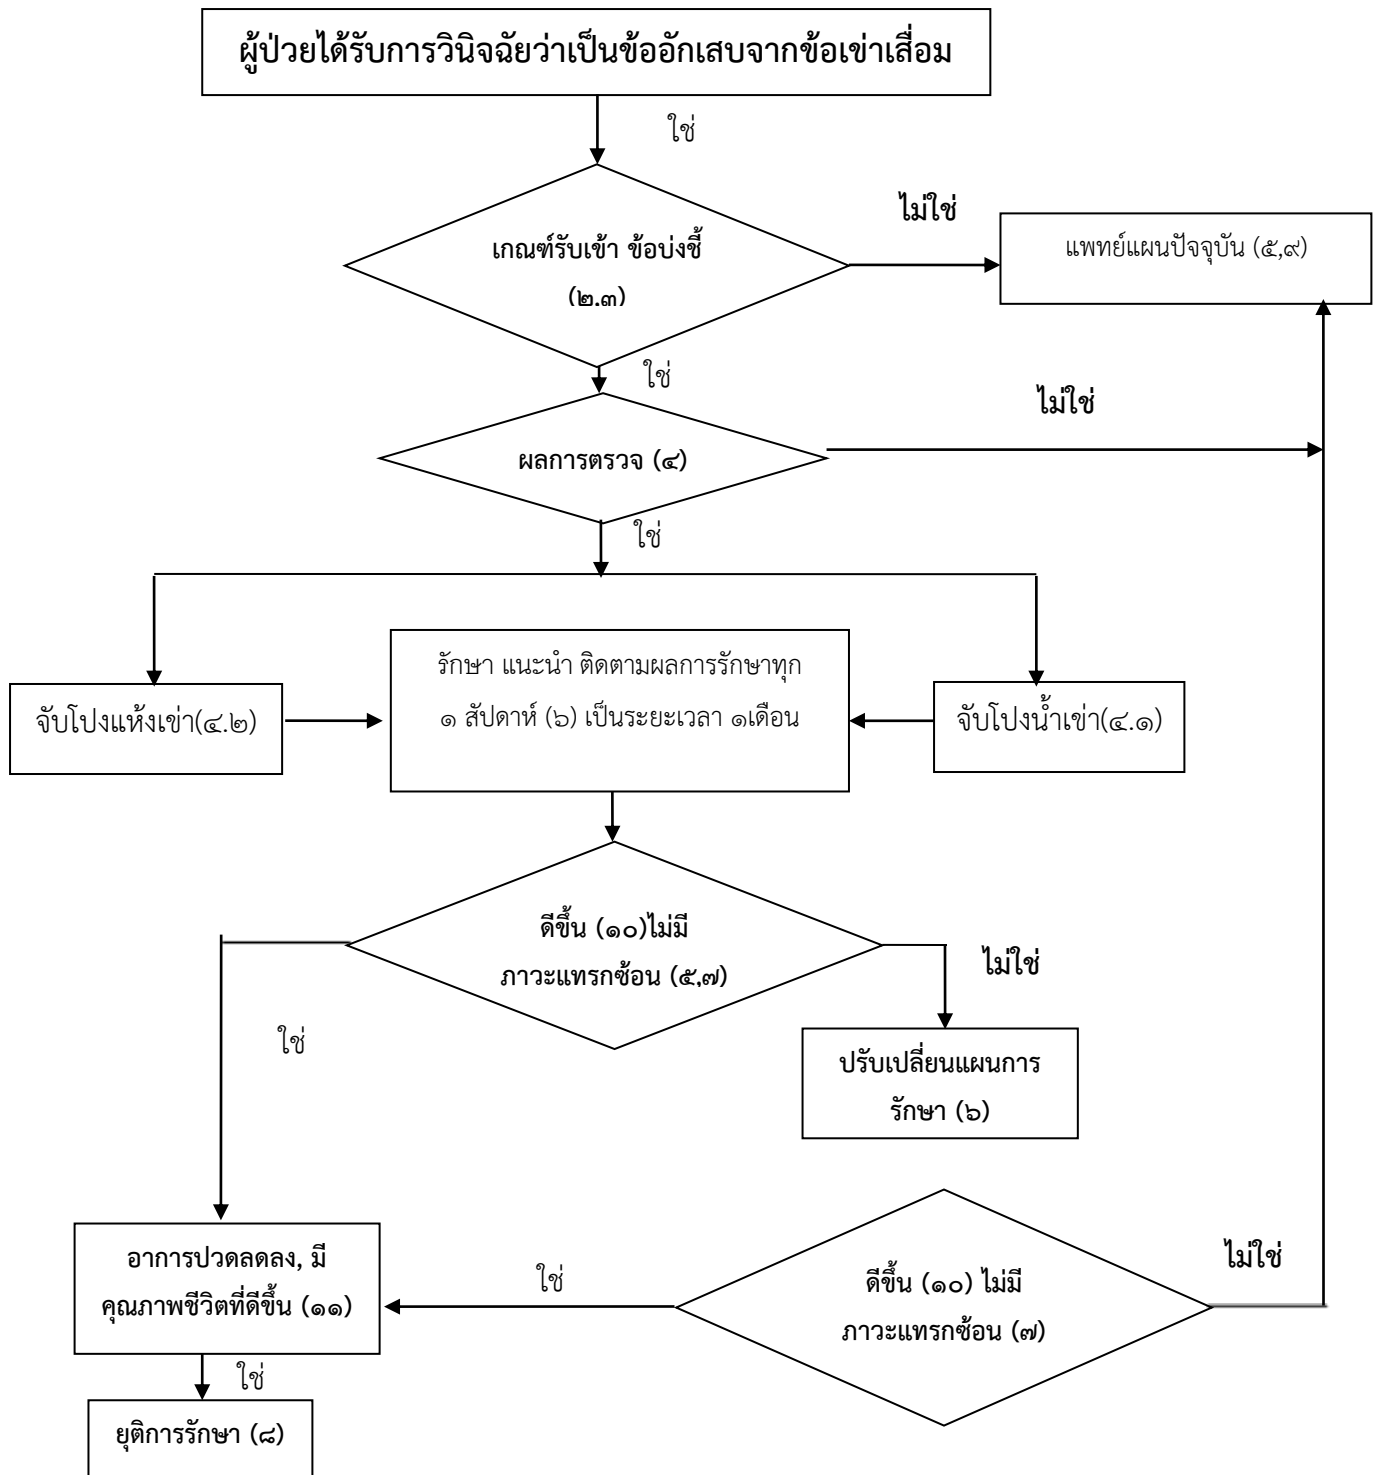 ผู้ป่วยได้รับการวินิจฉัยว่าเป็นข้ออักเสบจากข้อเข่าเสื่อม
ใช่
ไม่ใช่
เกณฑ์รับเข้า ข้อบ่งชี้
(๒,๓)
แพทย์แผนปัจจุบัน (๕,๙)
ใช่
ไม่ใช่
ผลการตรวจ (๔)
ใช่
จับโปงแห้งเข่า(๔.๒)
รักษา แนะนำ ติดตามผลการรักษาทุก
๑ สัปดาห์ (๖) เป็นระยะเวลา ๑เดือน
จับโปงน้ำเข่า(๔.๑)
ดีขึ้น (๑๐)ไม่มี
ภาวะแทรกซ้อน (๕,๗)
ไม่ใช่
ใช่
ปรับเปลี่ยนแผนการ
รักษา (๖)
อาการปวดลดลง, มี
คุณภาพชีวิตที่ดีขึ้น (๑๑)
ใช่
ดีขึ้น (๑๐) ไม่มี
ภาวะแทรกซ้อน (๗)
ไม่ใช่
ใช่
ยุติการรักษา (๘)